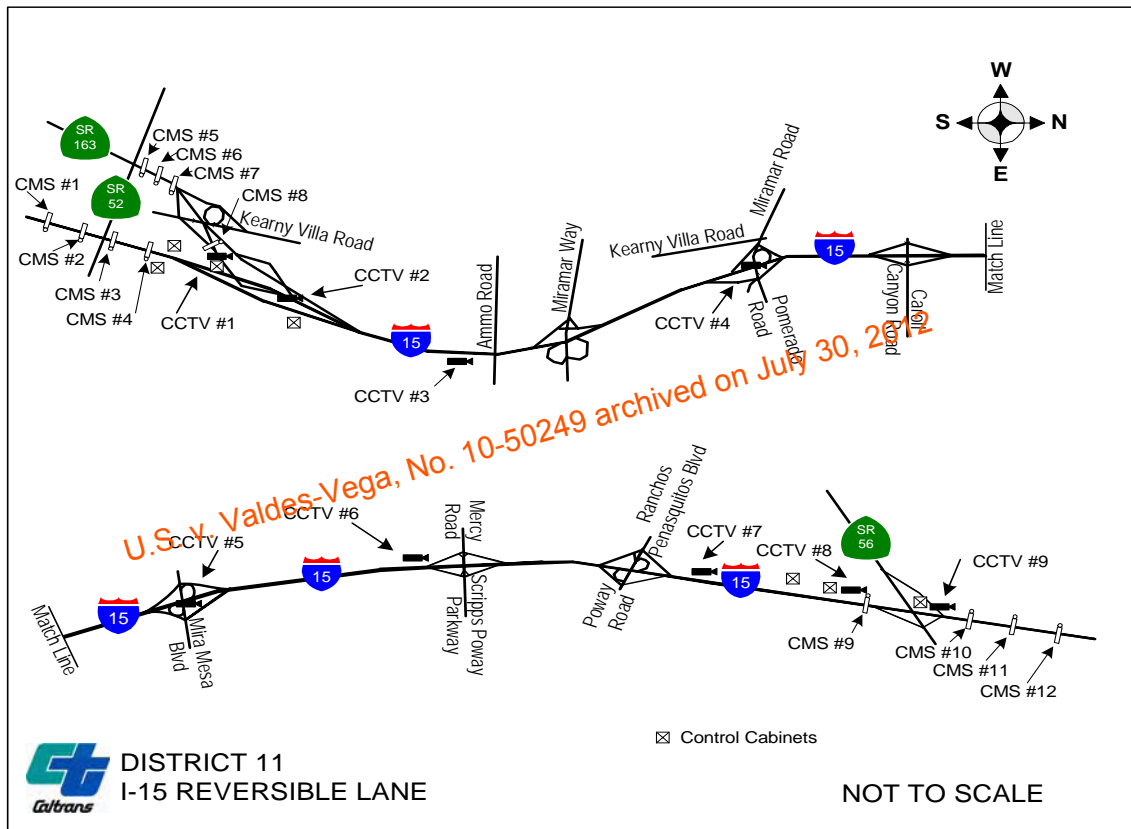 W
S
N
E
SR
163
CMS #5
CMS #6
CMS #7
CMS #1
SR
52
CMS #8
Kearny Villa Road
CMS #2
CMS #3
CMS #4
CCTV #1
CCTV #2
15
CCTV #3
Ammo Road
Miramar Way
Kearny Villa Road
Miramar Road
CCTV #4
Pomerado
Road
15
Caroll
Canyon Road
Match Line
U.S. v. Valdes-Vega, No. 10-50249 archived on July 30, 2012
Match Line
15
CCTV #5
Mira Mesa
Blvd
15
CCTV #6
Mercy
Road
Scripps Poway
Parkway
Ranchos
Penasquitos Blvd
Poway
Road
CCTV #7
15
CCTV #8
SR
56
CCTV #9
CMS #9
CMS #10
CMS #11
CMS #12
Control Cabinets
Caltrans
DISTRICT 11
I-15 REVERSIBLE LANE
NOT TO SCALE